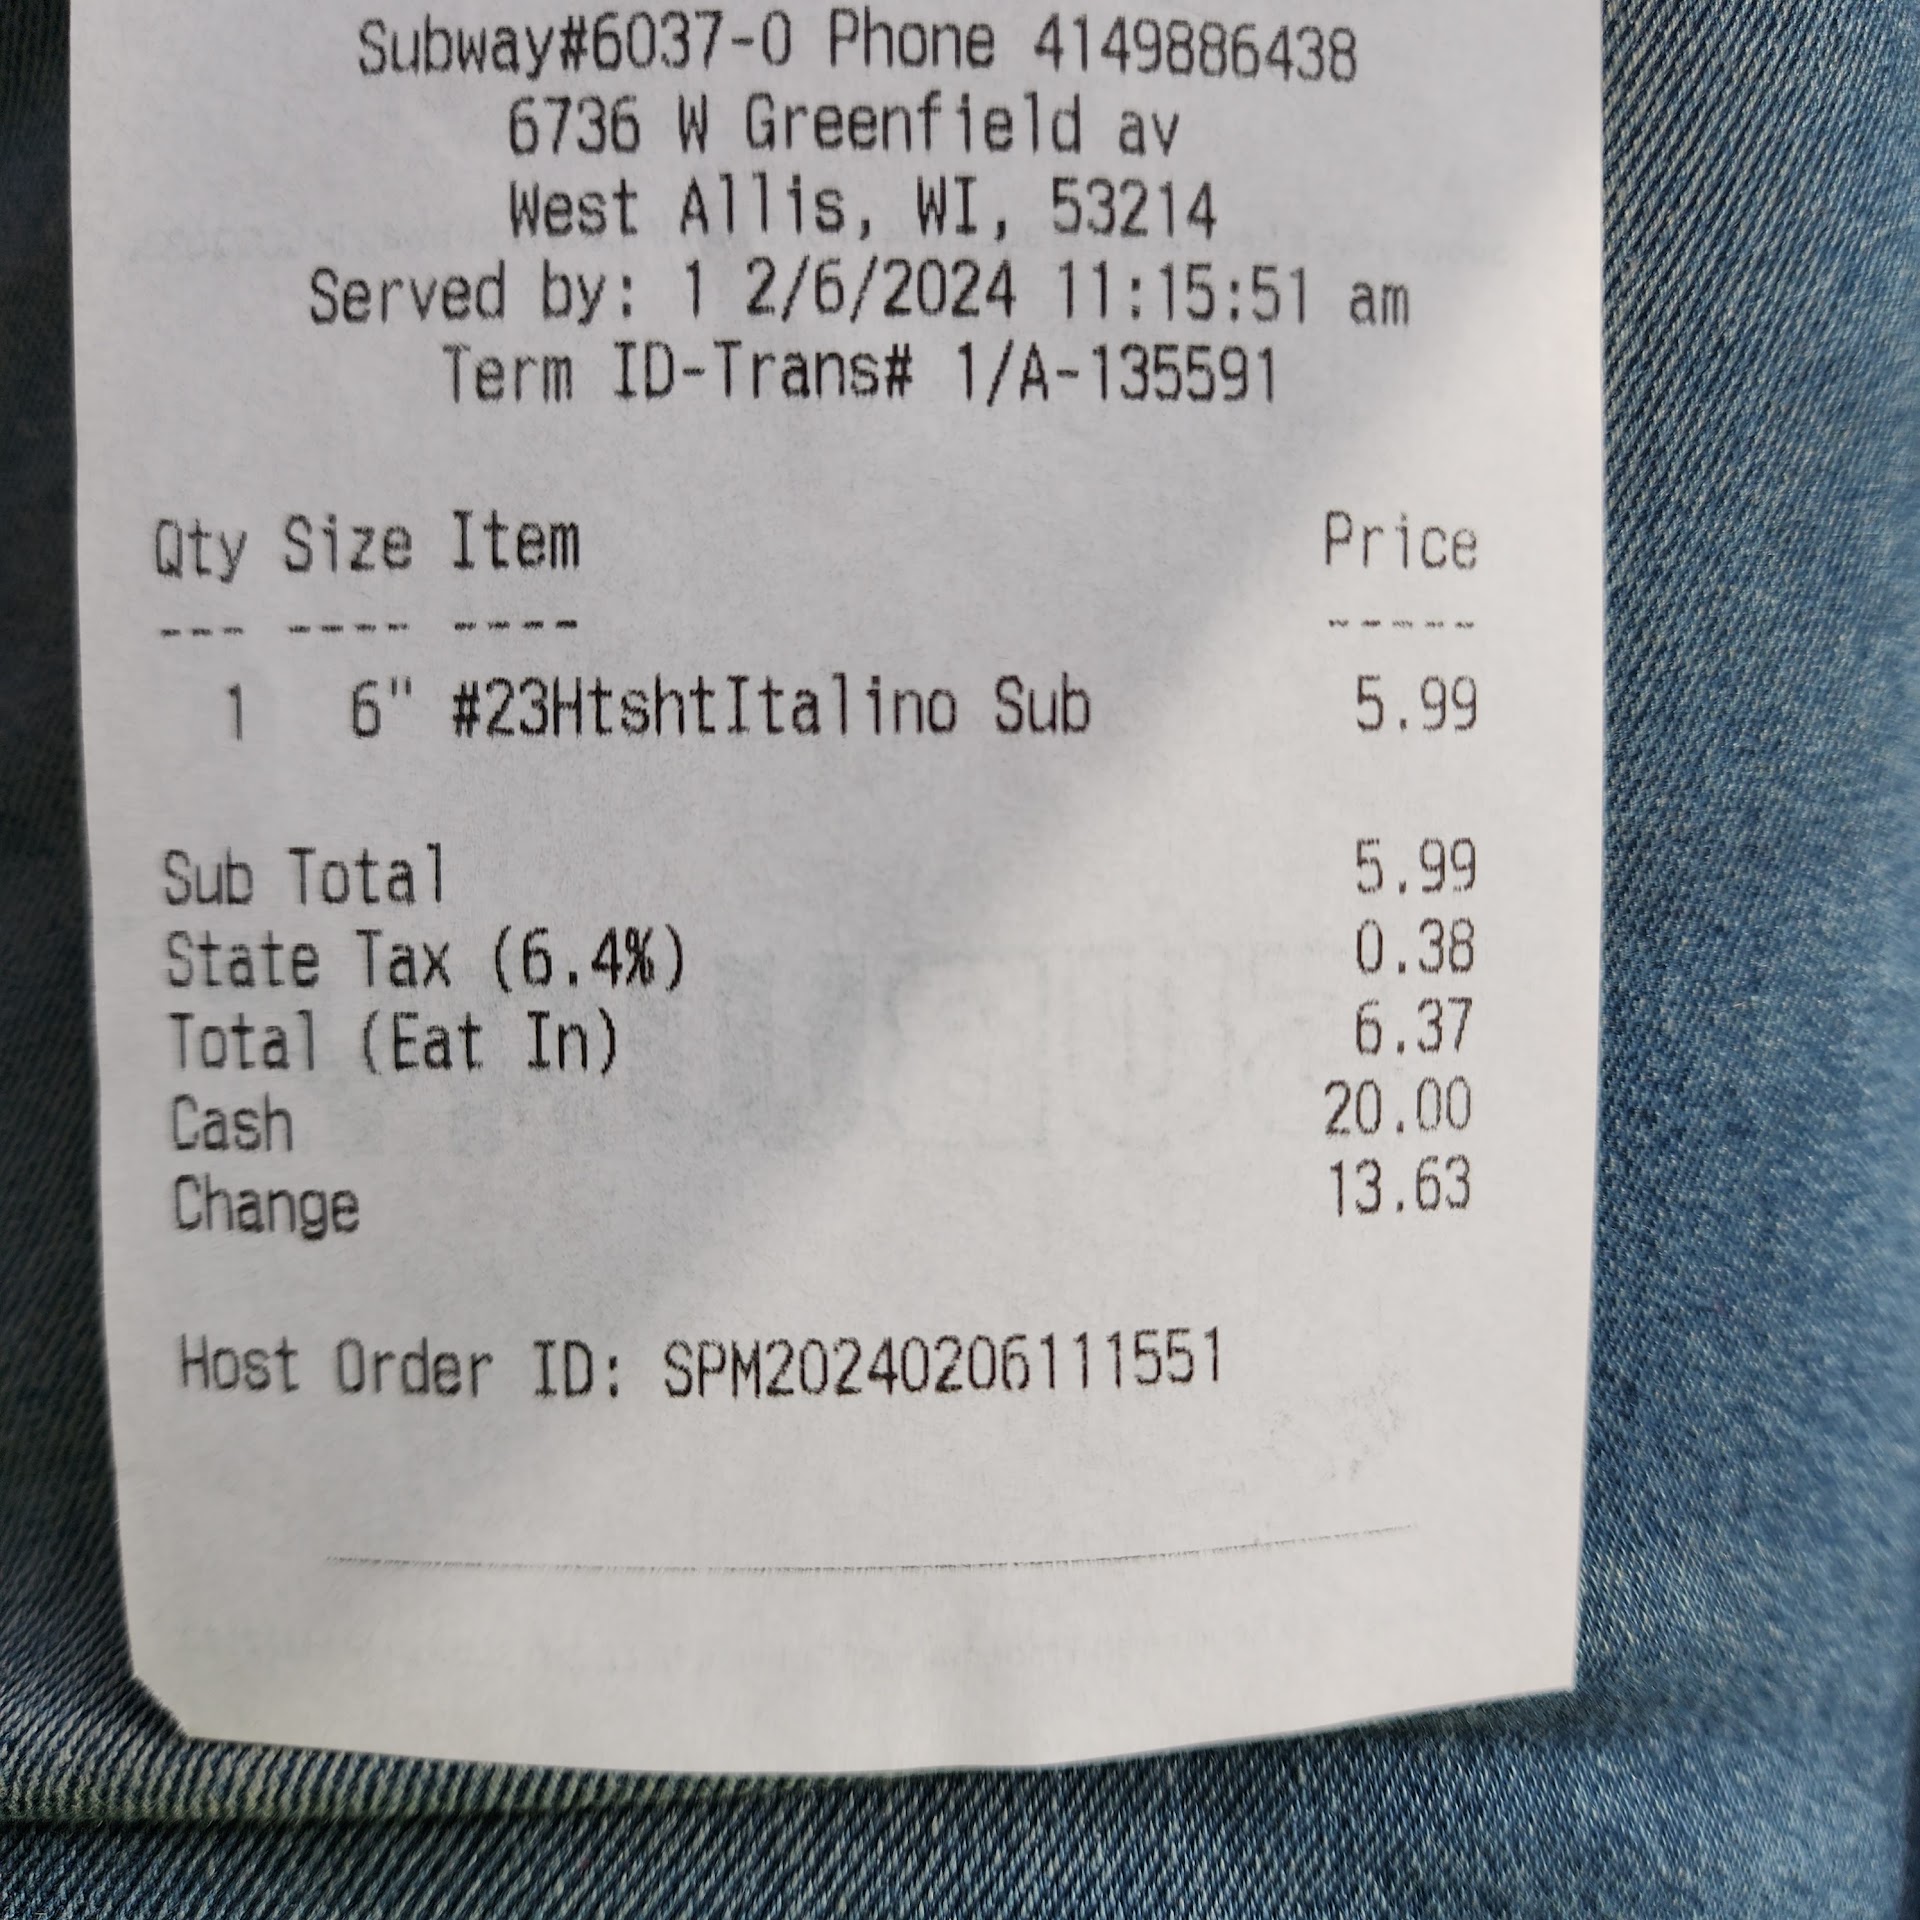 Subway#6037-0 Phone 4149886438
6736 W Greenfield av
West Allis, WI, 53214
Served by: 1 2/6/2024 11:15:51 am
Term ID-Trans# 1/A-135591
Qty Size Item Price
--- ---- ---- -----
1 6" #23HtshtItalino Sub 5.99
Sub Total 5.99
State Tax (6.4%) 0.38
Total (Eat In) 6.37
Cash 20.00
Change 13.63
Host Order ID: SPM20240206111551